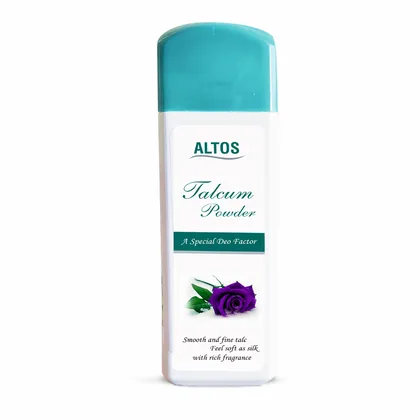 ALTOS
Talcum
Powder
A Special Deo Factor
Smooth and fine talc
Feel soft as silk
with rich fragrance